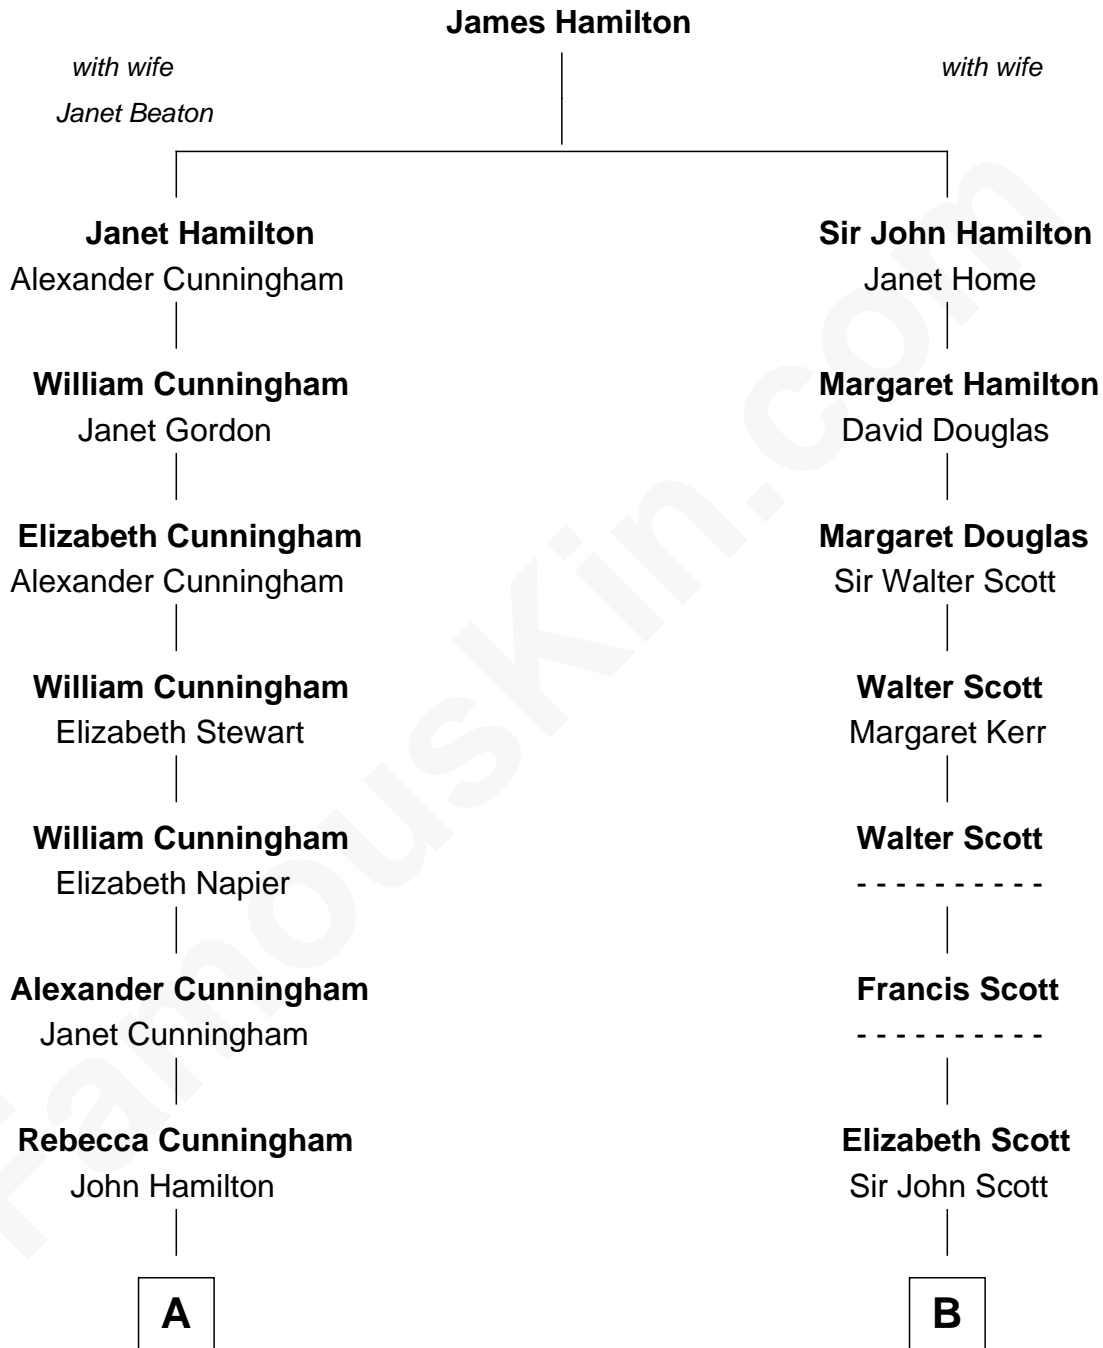 James Hamilton
with wife
Janet Beaton
with wife
Janet Hamilton
Alexander Cunningham
Sir John Hamilton
Janet Home
William Cunningham
Janet Gordon
Margaret Hamilton
David Douglas
Elizabeth Cunningham
Alexander Cunningham
Margaret Douglas
Sir Walter Scott
William Cunningham
Elizabeth Stewart
Walter Scott
Margaret Kerr
William Cunningham
Elizabeth Napier
Walter Scott
- - - - - - - - - -
Alexander Cunningham
Janet Cunningham
Francis Scott
- - - - - - - - - -
Rebecca Cunningham
John Hamilton
Elizabeth Scott
Sir John Scott
A
B
FamousKin.com